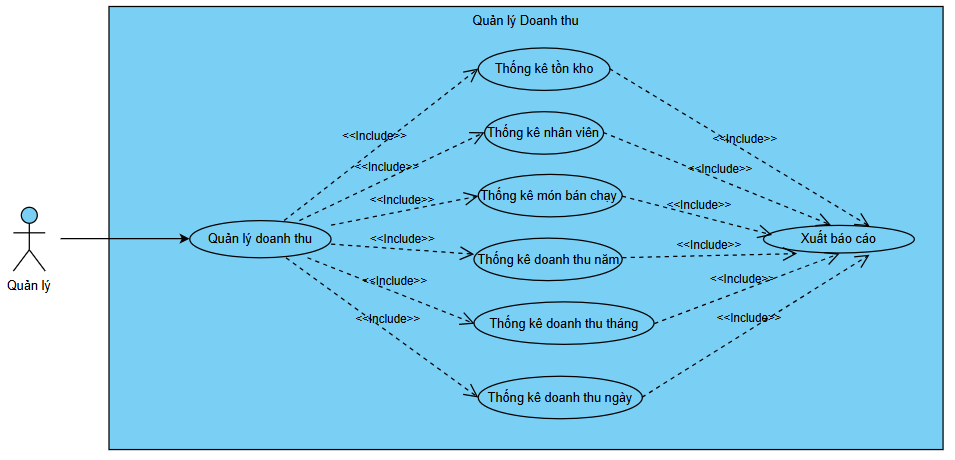 Quản lý Doanh thu
Thống kê tồn kho
<<Include>>
<<Include>>
Thống kê nhân viên
<<Include>>
<<Include>>
Thống kê món bán chạy
<<Include>>
<<Include>>
Quản lý doanh thu
<<Include>>
<<Include>>
Xuất báo cáo
Thống kê doanh thu năm
Quản lý
<<Include>>
<<Include>>
Thống kê doanh thu tháng
<<Include>>
<<Include>>
Thống kê doanh thu ngày